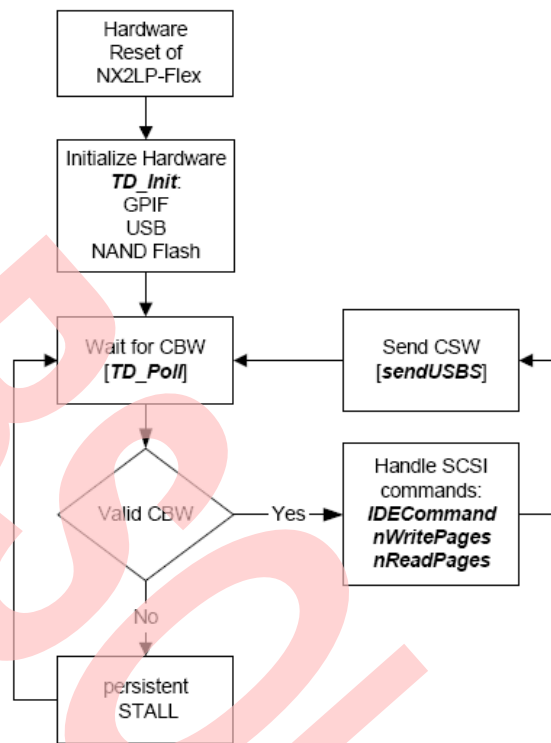 Hardware
Reset of
NX2LP-Flex
Initialize Hardware
TD_Init:
GPIF
USB
NAND Flash
Wait for CBW
[TD_Poll]
Send CSW
[sendUSBS]
Valid CBW
Yes
Handle SCSI
commands:
IDECommand
nWritePages
nReadPages
No
persistent
STALL